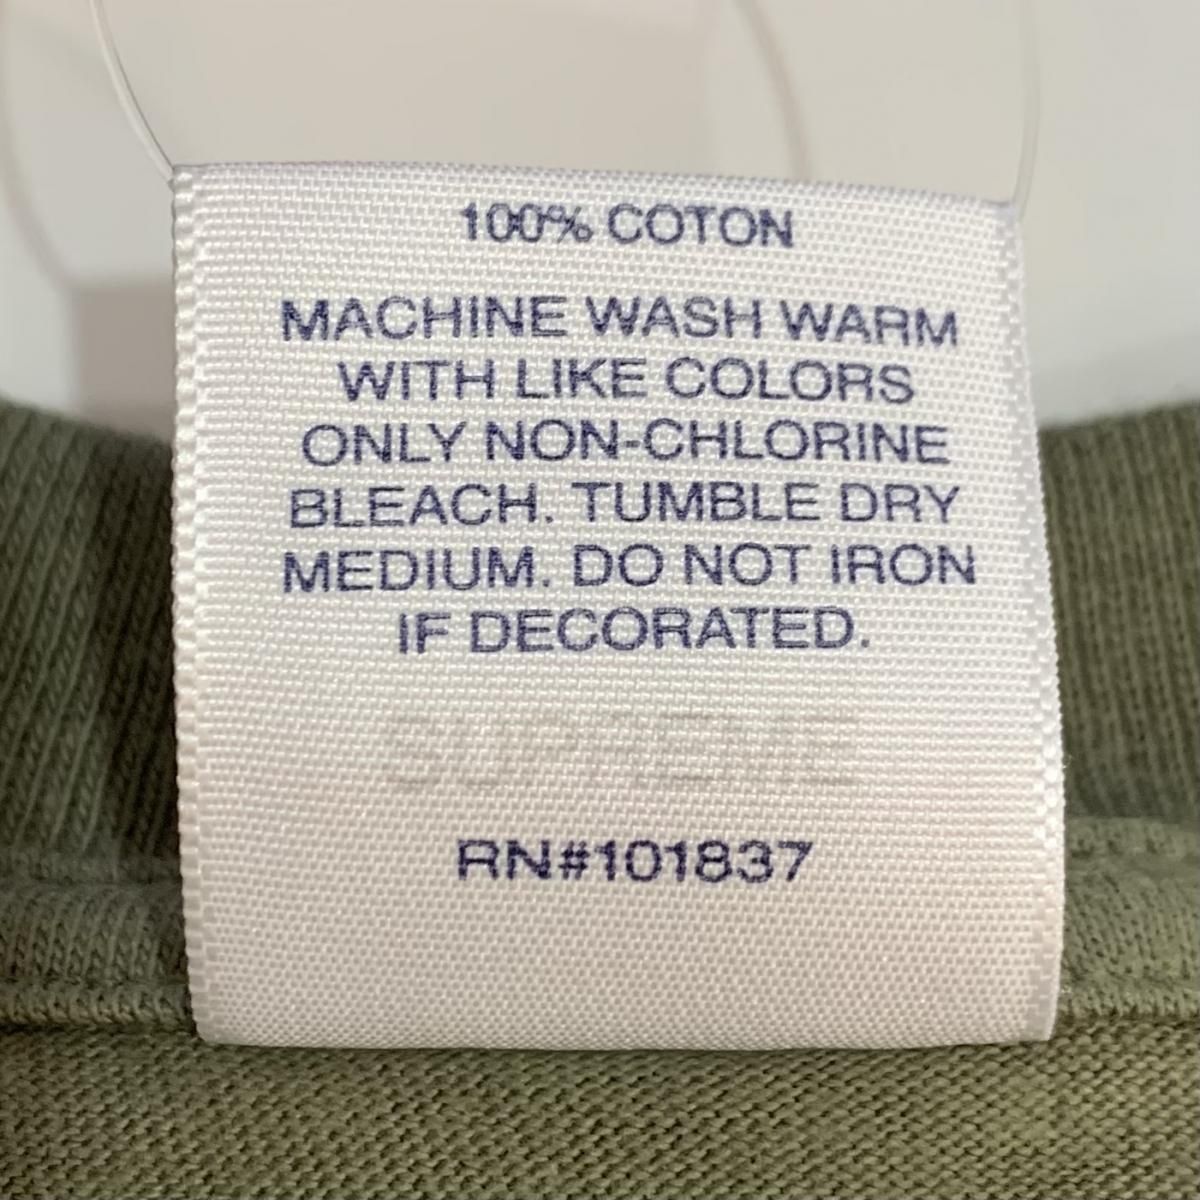 100% COTON
MACHINE WASH WARM
WITH LIKE COLORS
ONLY NON-CHLORINE
BLEACH. TUMBLE DRY
MEDIUM. DO NOT IRON
IF DECORATED.
SUPREME
RN#101837